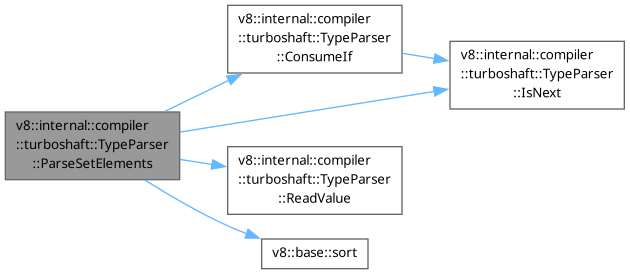 v8::internal::compiler
::turboshaft::TypeParser
::ConsumeIf
v8::internal::compiler
::turboshaft::TypeParser
::IsNext
v8::internal::compiler
::turboshaft::TypeParser
::ParseSetElements
v8::internal::compiler
::turboshaft::TypeParser
::ReadValue
v8::base::sort